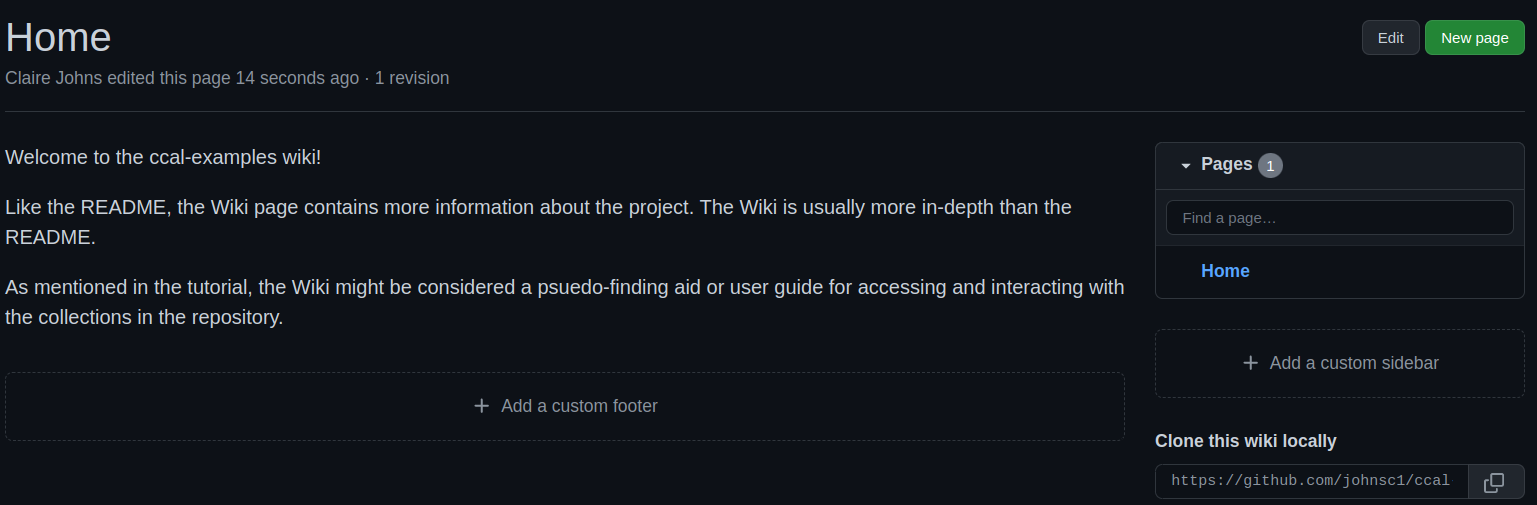 Home
Edit
New page
Claire Johns edited this page 14 seconds ago · 1 revision
Welcome to the ccal-examples wiki!
Like the README, the Wiki page contains more information about the project. The Wiki is usually more in-depth than the
README.
As mentioned in the tutorial, the Wiki might be considered a psuedo-finding aid or user guide for accessing and interacting with
the collections in the repository.
Add a custom footer
Pages 1
Find a page…
Home
Add a custom sidebar
Clone this wiki locally
https://github.com/johnsc1/ccal